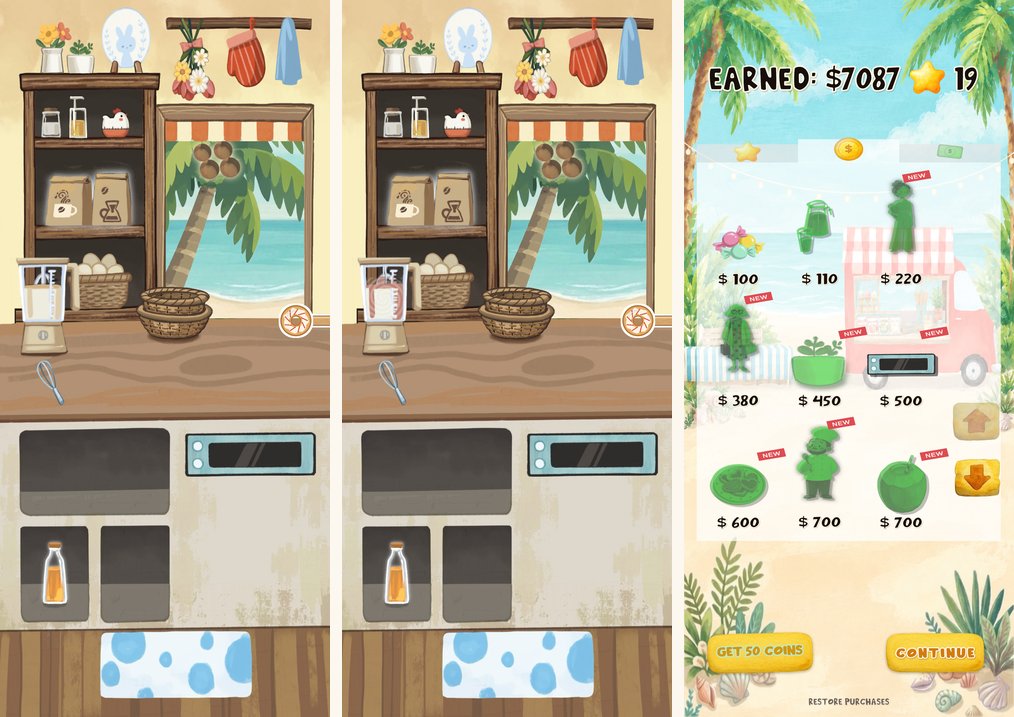 EARNED: $7087 19
NEW
$ 100 $ 110 $ 220
NEW
NEW NEW
$ 380 $ 450 $ 500
NEW
NEW NEW
$ 600 $ 700 $ 700
GET 50 COINS CONTINUE
RESTORE PURCHASES